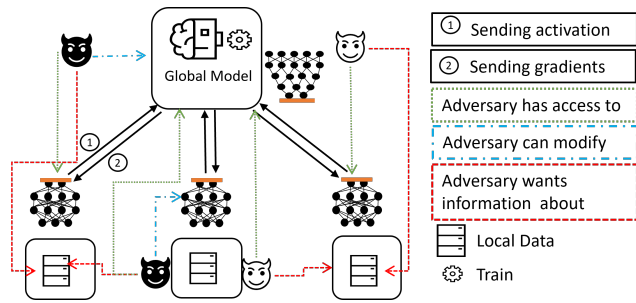 Global Model
1
2
1 Sending activation
2 Sending gradients
Adversary has access to
Adversary can modify
Adversary wants
information about
Local Data
Train